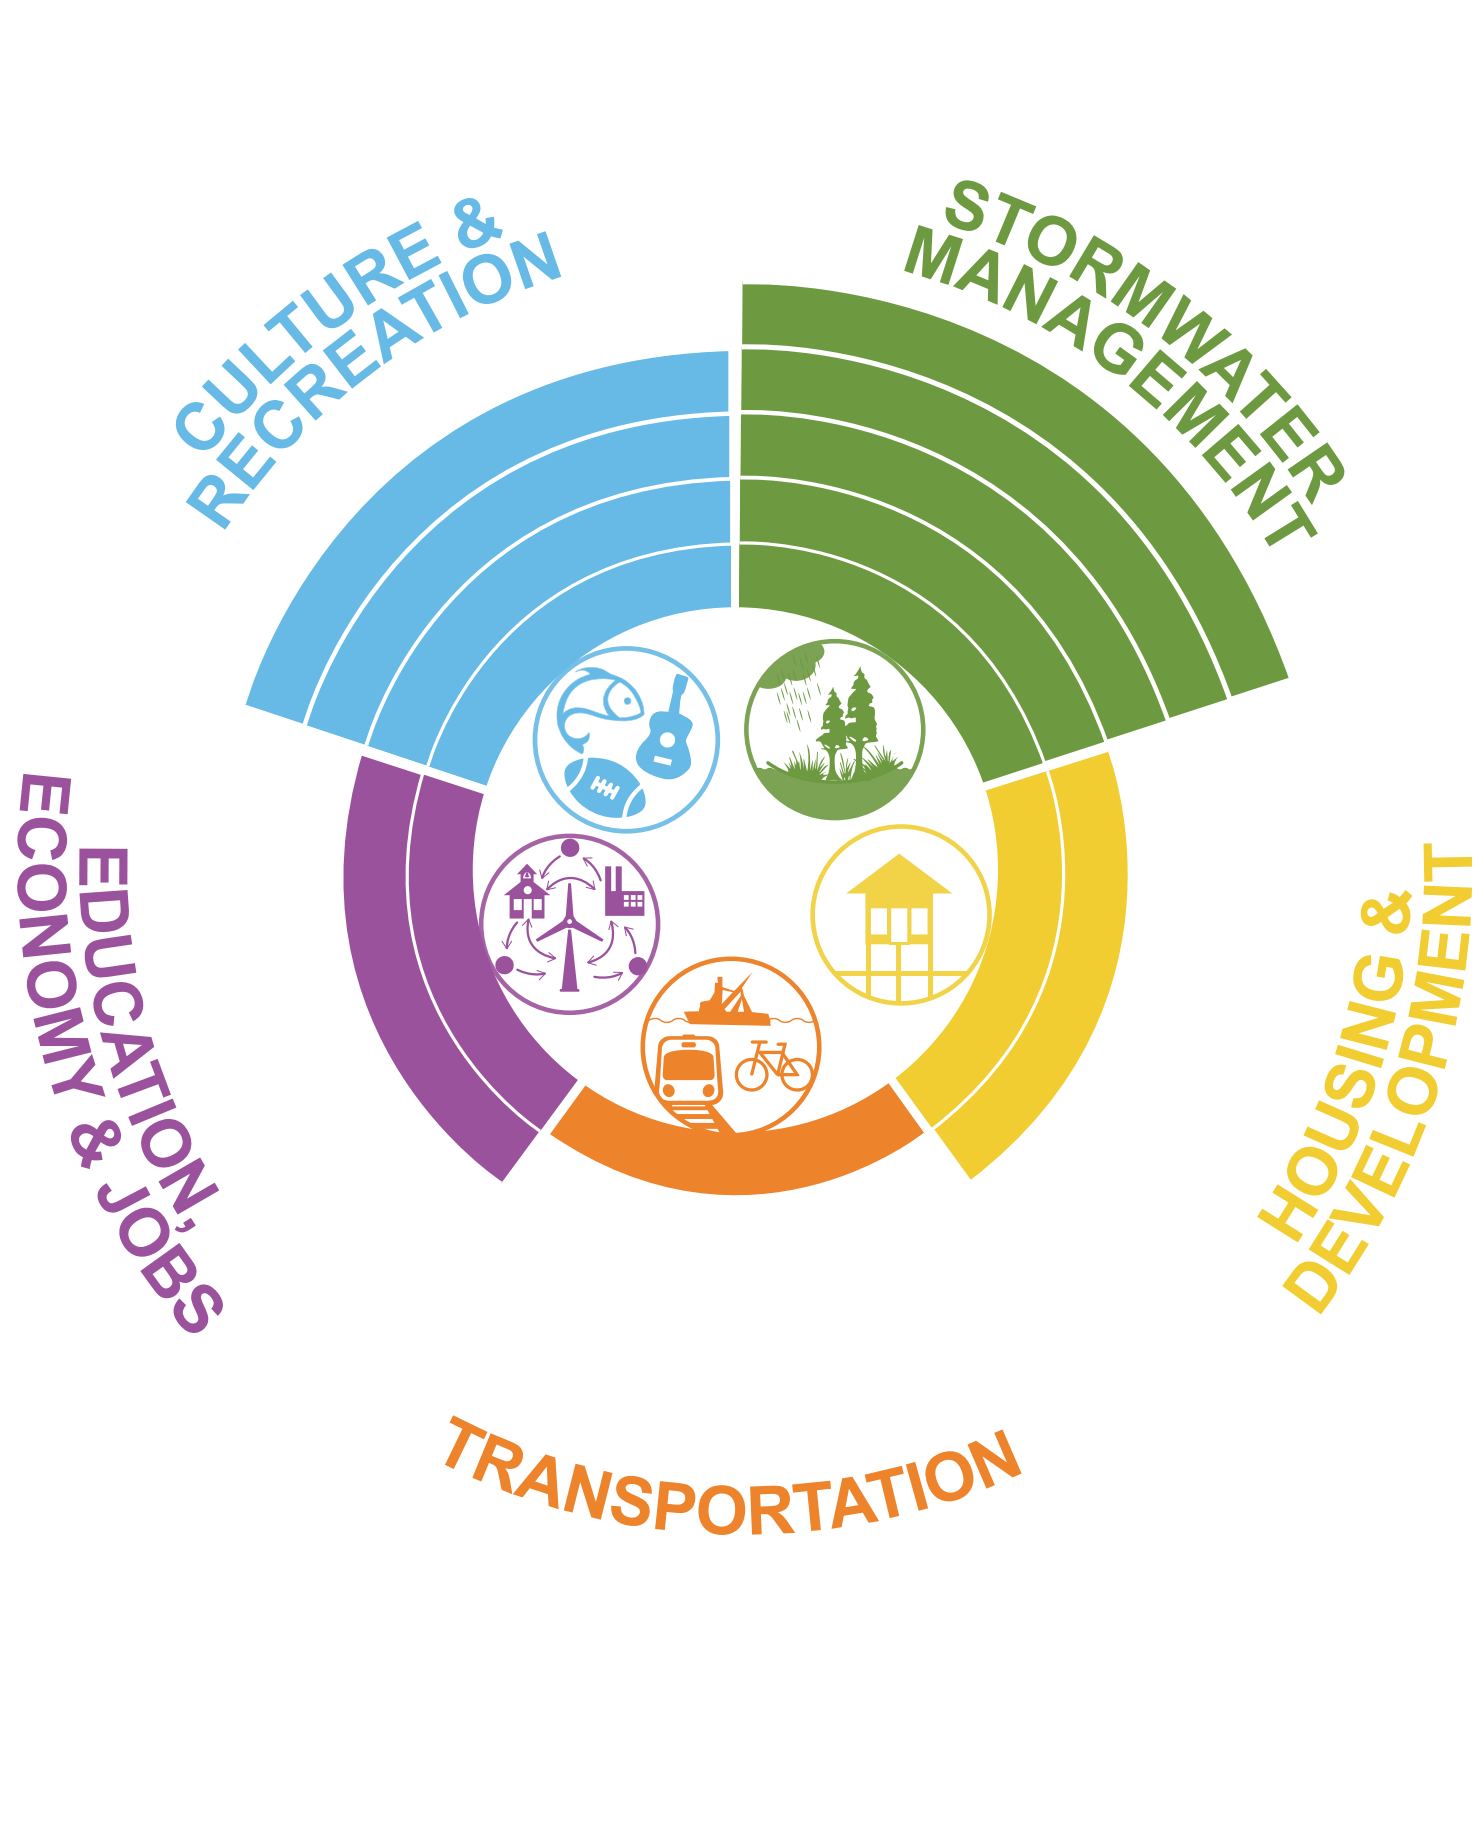 CULTURE &
RECREATION
STORMWATER
MANAGEMENT
EDUCATION,
ECONOMY & JOBS
HOUSING &
DEVELOPMENT
TRANSPORTATION